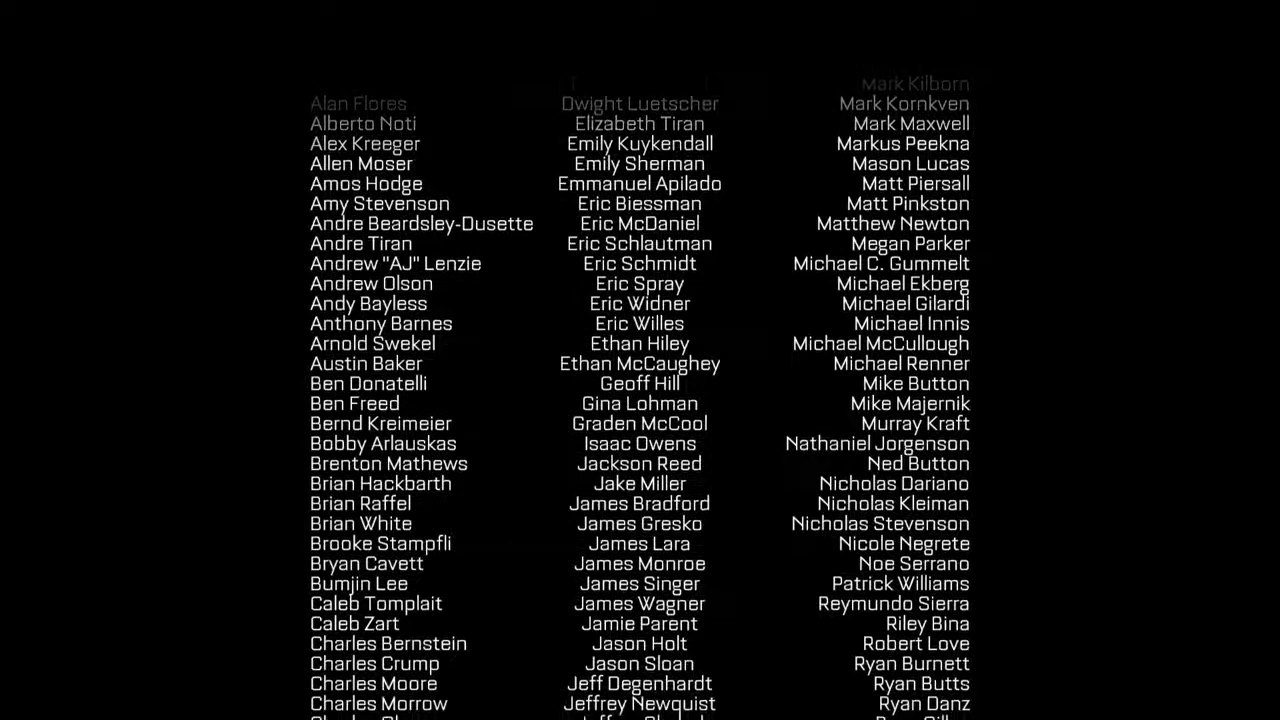 Alan Flores
Alberto Noti
Alex Kreeger
Allen Moser
Amos Hodge
Amy Stevenson
Andre Beardsley-Dusette
Andre Tiran
Andrew "AJ" Lenzie
Andrew Olson
Andy Bayless
Anthony Barnes
Arnold Swekel
Austin Baker
Ben Donatelli
Ben Freed
Bernd Kreimeier
Bobby Arlauskas
Brenton Mathews
Brian Hackbarth
Brian Raffel
Brian White
Brooke Stampfli
Bryan Cavett
Bumjin Lee
Caleb Tomplait
Caleb Zart
Charles Bernstein
Charles Crump
Charles Moore
Charles Morrow
Dwight Luetscher
Elizabeth Tiran
Emily Kuykendall
Emily Sherman
Emmanuel Apilado
Eric Biessman
Eric McDaniel
Eric Schlautman
Eric Schmidt
Eric Spray
Eric Widner
Eric Willes
Ethan Hiley
Ethan McCaughey
Geoff Hill
Gina Lohman
Graden McCool
Isaac Owens
Jackson Reed
Jake Miller
James Bradford
James Gresko
James Lara
James Monroe
James Singer
James Wagner
Jamie Parent
Jason Holt
Jason Sloan
Jeff Degenhardt
Jeffrey Newquist
Mark Kilborn
Mark Kornkven
Mark Maxwell
Markus Peekna
Mason Lucas
Matt Piersall
Matt Pinkston
Matthew Newton
Megan Parker
Michael C. Gummelt
Michael Ekberg
Michael Gilardi
Michael Innis
Michael McCullough
Michael Renner
Mike Button
Mike Majernik
Murray Kraft
Nathaniel Jorgenson
Ned Button
Nicholas Dariano
Nicholas Kleiman
Nicholas Stevenson
Nicole Negrete
Noe Serrano
Patrick Williams
Reymundo Sierra
Riley Bina
Robert Love
Ryan Burnett
Ryan Butts
Ryan Danz